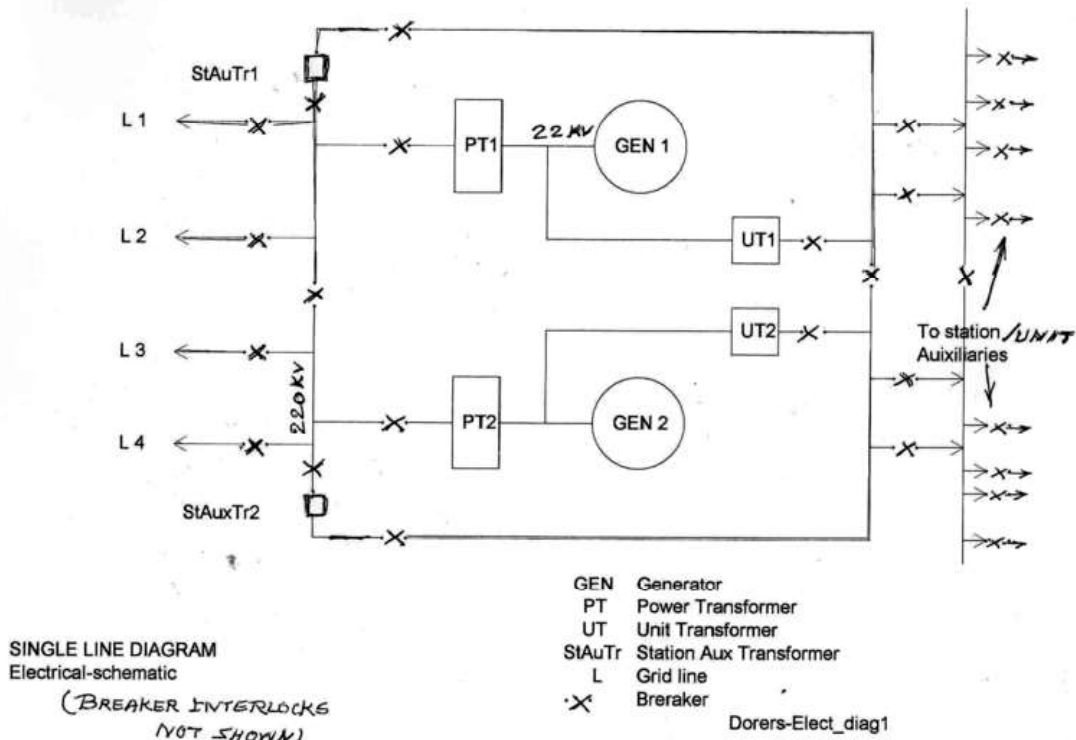 StAuTr1
L 1
22 KV
PT1
GEN 1
L 2
UT1
L 3
UT2
To station /UNIT
Auixiliaries
220KV
PT2
GEN 2
L 4
StAuxTr2
GEN Generator
PT Power Transformer
UT Unit Transformer
StAuTr Station Aux Transformer
L Grid line
Breraker
Dorers-Elect_diag1
SINGLE LINE DIAGRAM
Electrical-schematic
(BREAKER INTERLOCKS
NOT SHOWN)